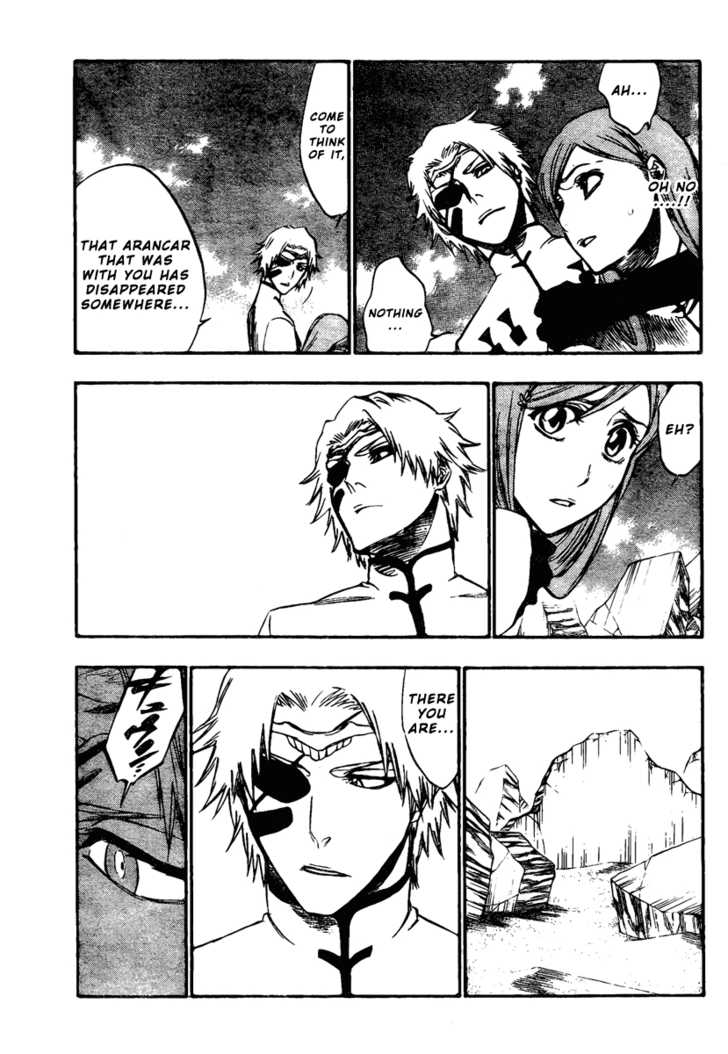 AH...
OH NO
....!!
NOTHING
...
COME
TO
THINK
OF IT,
THAT ARANCAR
THAT WAS
WITH YOU HAS
DISAPPEARED
SOMEWHERE...
EH?
THERE
YOU
ARE...